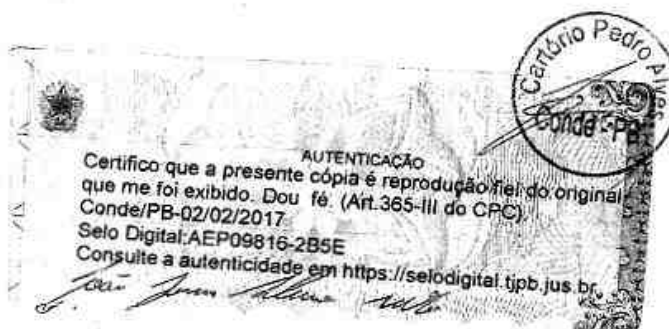 Cartório Pedro
Conde - PB
AUTENTICAÇÃO
Certifico que a presente cópia é reprodução fiel do original
que me foi exibido. Dou fé. (Art.365-III do CPC)
Conde/PB-02/02/2017
Selo Digital:AEP09816-2B5E
Consulte a autenticidade em https://selodigital.tjpb.jus.br
João